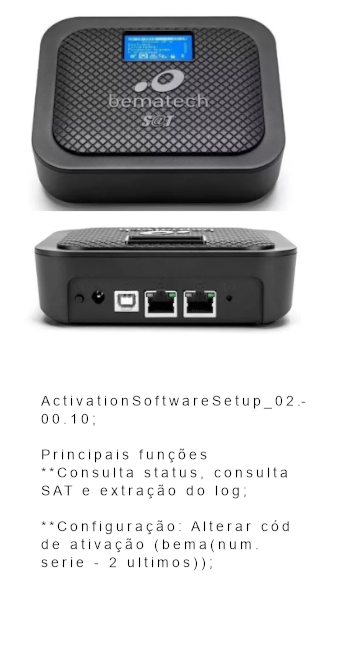 bematech
S@T
ActivationSoftwareSetup_02.-
00.10;
Principais funções
**Consulta status, consulta
SAT e extração do log;
**Configuração: Alterar cód
de ativação (bema(num.
serie - 2 ultimos));